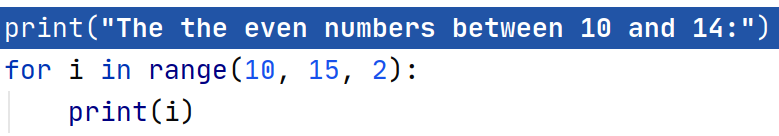 print("The the even numbers between 10 and 14:")
for i in range(10, 15, 2):
    print(i)